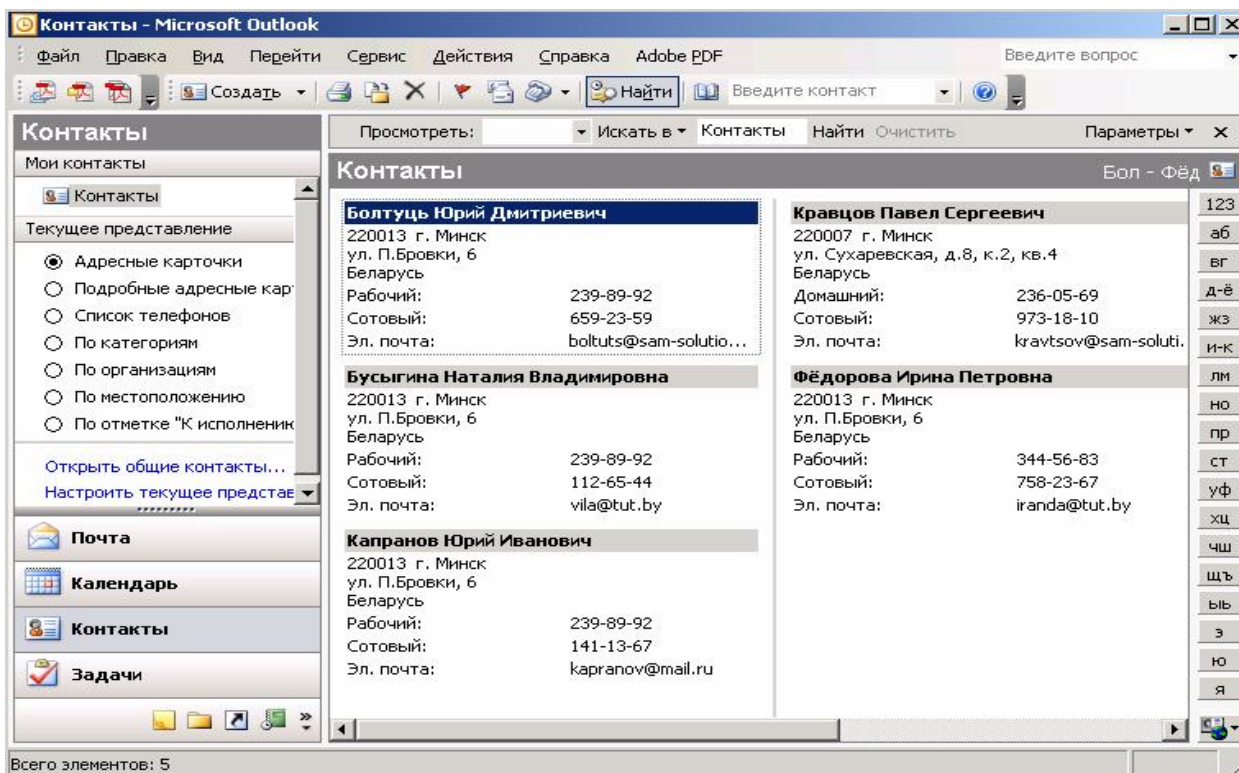 Контакты - Microsoft Outlook
Файл Правка Вид Перейти Сервис Действия Справка Adobe PDF Введите вопрос
Создать Найти Введите контакт
Контакты
Просмотреть: Искать в Контакты Найти Очистить Параметры
Мои контакты
Контакты
Текущее представление
Адресные карточки
Подробные адресные кар
Список телефонов
По категориям
По организациям
По местоположению
По отметке "К исполнению
Открыть общие контакты...
Настроить текущее представ
Почта
Календарь
Контакты
Задачи
Контакты Бол - Фёд
Болтуць Юрий Дмитриевич
220013 г. Минск
ул. П.Бровки, 6
Беларусь
Рабочий: 239-89-92
Сотовый: 659-23-59
Эл. почта: boltuts@sam-solutio...
Бусыгина Наталия Владимировна
220013 г. Минск
ул. П.Бровки, 6
Беларусь
Рабочий: 239-89-92
Сотовый: 112-65-44
Эл. почта: vila@tut.by
Капранов Юрий Иванович
220013 г. Минск
ул. П.Бровки, 6
Беларусь
Рабочий: 239-89-92
Сотовый: 141-13-67
Эл. почта: kapranov@mail.ru
Кравцов Павел Сергеевич
220007 г. Минск
ул. Сухаревская, д.8, к.2, кв.4
Беларусь
Домашний: 236-05-69
Сотовый: 973-18-10
Эл. почта: kravtsov@sam-soluti.
Фёдорова Ирина Петровна
220013 г. Минск
ул. П.Бровки, 6
Беларусь
Рабочий: 344-56-83
Сотовый: 758-23-67
Эл. почта: iranda@tut.by
123
аб
вг
д-ё
жз
и-к
лм
но
пр
ст
уф
хц
чш
щъ
ыь
э
ю
я
Всего элементов: 5